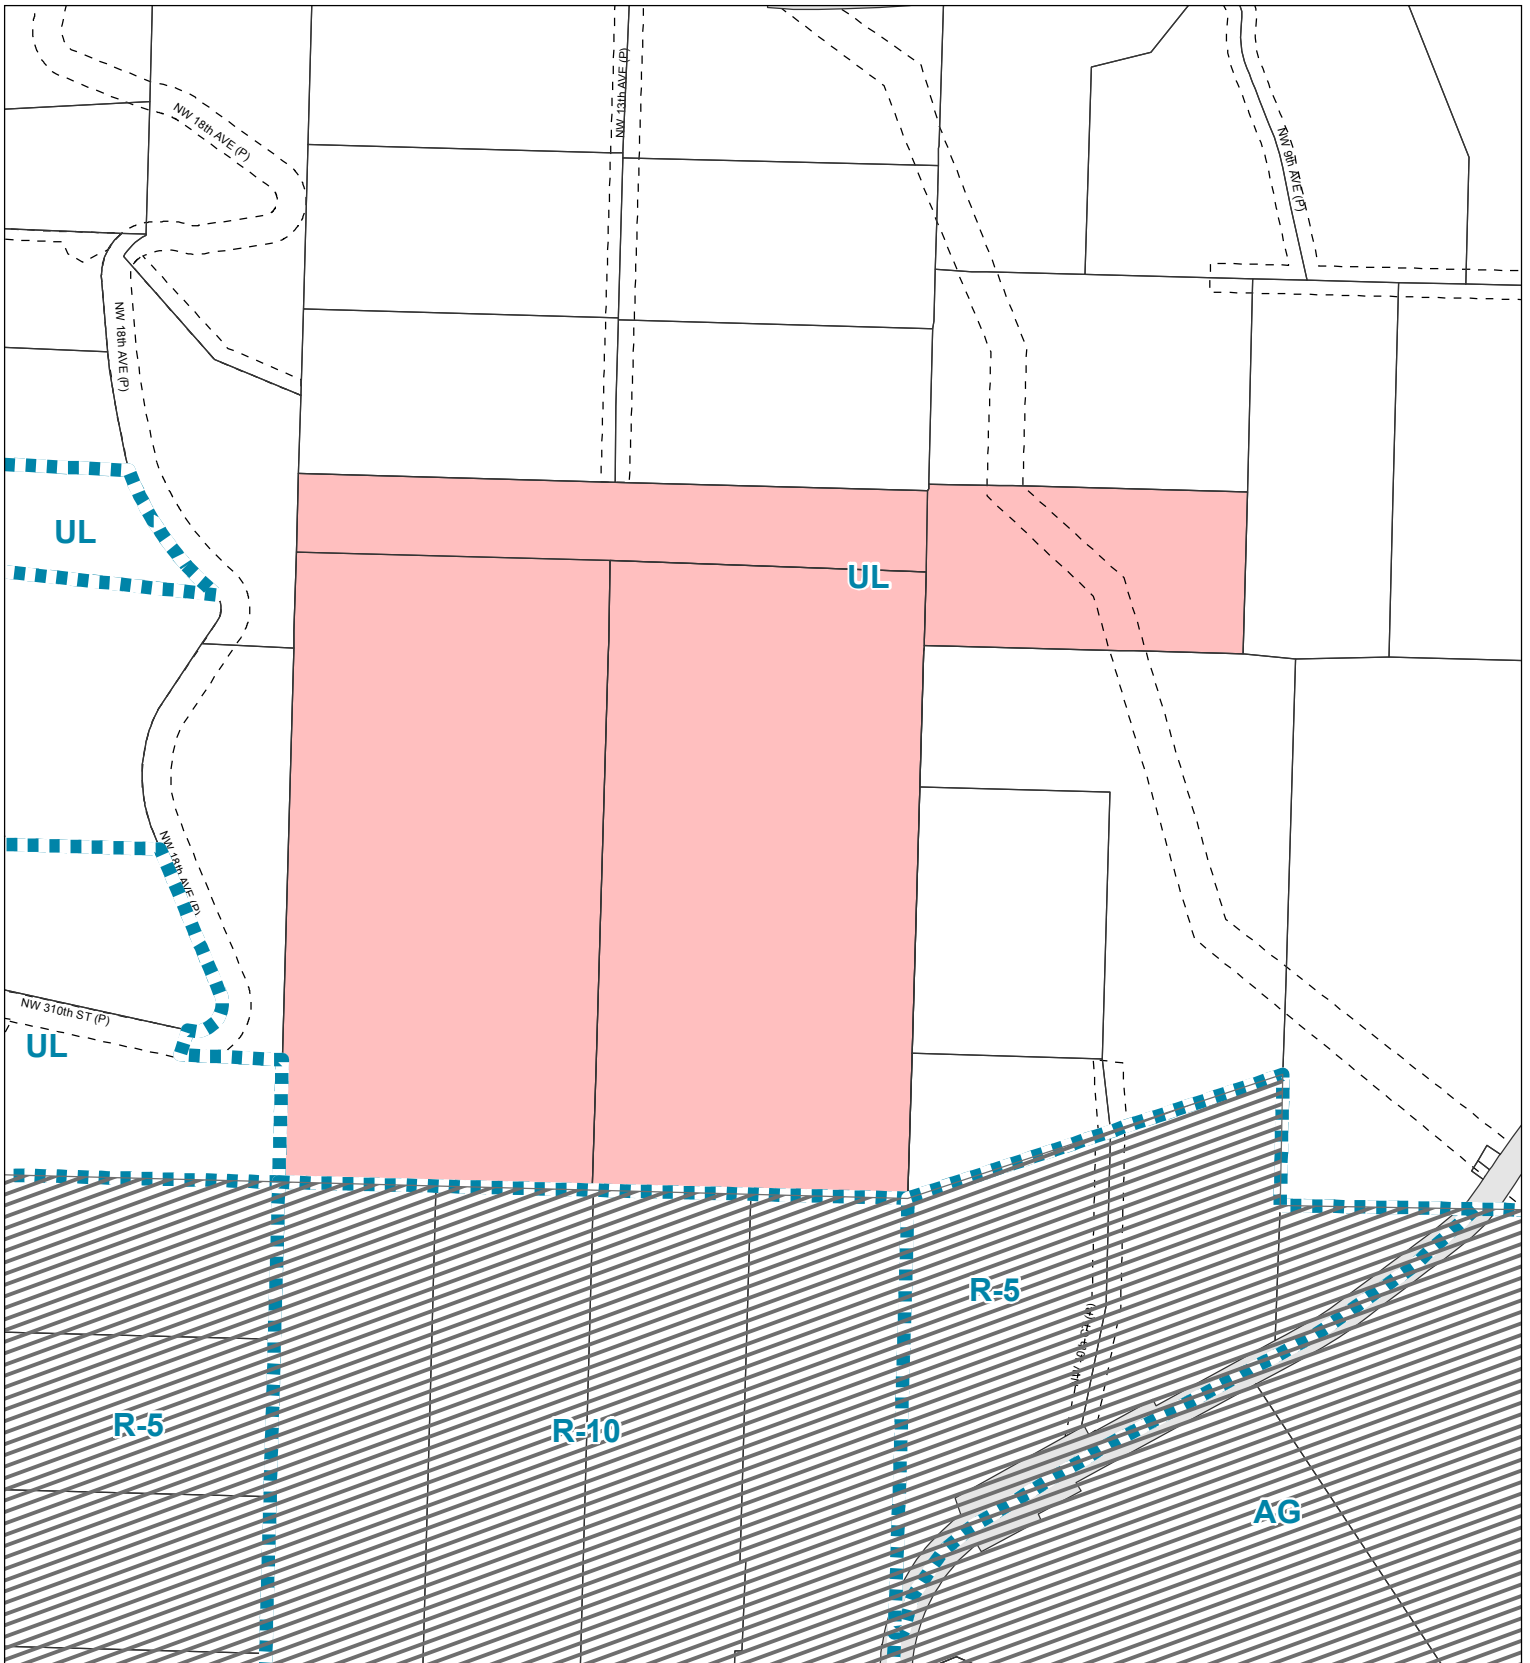 NW 13th AVE (P)
NW 18th AVE (P)
NW 9th AVE (P)
NW 18th AVE (P)
UL
UL
NW 18th AVE (P)
NW 310th ST (P)
UL
R-5
R-5
R-10
AG